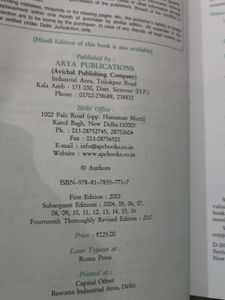 [Hindi Edition of this book is also available]
Published by :
ARYA PUBLICATIONS
(Avichal Publishing Company)
Industrial Area, Trilokpur Road
Kala Amb - 173 030, Distt. Sirmour (H.P.)
Phone : 01702-238688, 238832
Delhi Office :
1002 Faiz Road (opp. Hanuman Murti)
Karol Bagh, New Delhi-110005
Ph. : 011-28752745, 28752604
Fax : 011-28756921
E-mail : info@apcbooks.co.in
Website : www.apcbooks.co.in
© Authors
ISBN-978-81-7855-771-7
First Edition : 2003
Subsequent Editions : 2004, 05, 06, 07,
08, 09, 10, 11, 12, 13, 14, 15, 16
Fourteenth Thoroughly Revised Edition : 2017
Price : ₹225.00
Laser Typeset at :
Roma Press
Printed at :
Capital Offset
Bawana Industrial Area, Delhi